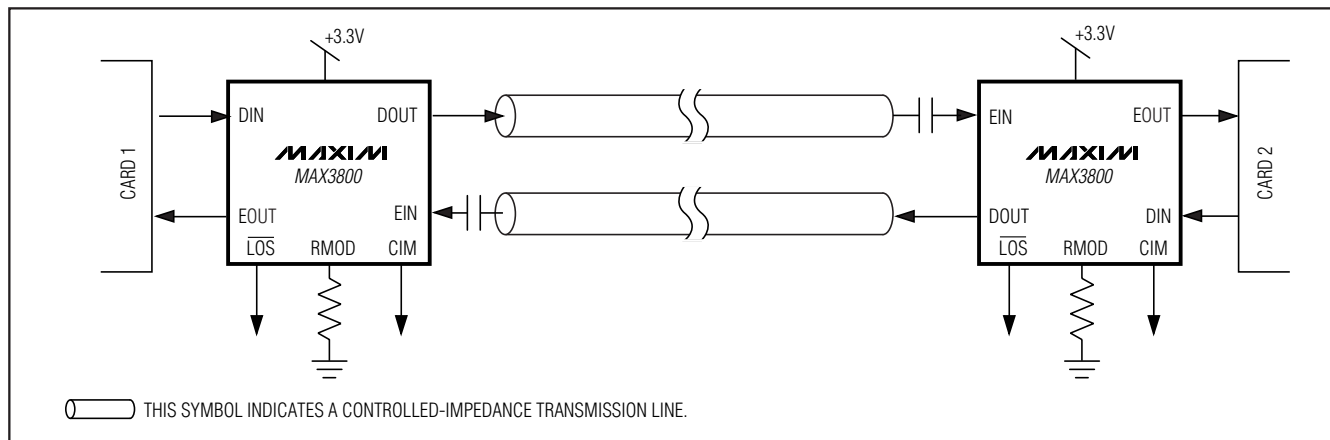 +3.3V
+3.3V
CARD 1
DIN
DOUT
MAXIM
MAX3800
EOUT
EIN
LOS
RMOD
CIM
EIN
EOUT
MAXIM
MAX3800
DOUT
DIN
LOS
RMOD
CIM
CARD 2
THIS SYMBOL INDICATES A CONTROLLED-IMPEDANCE TRANSMISSION LINE.